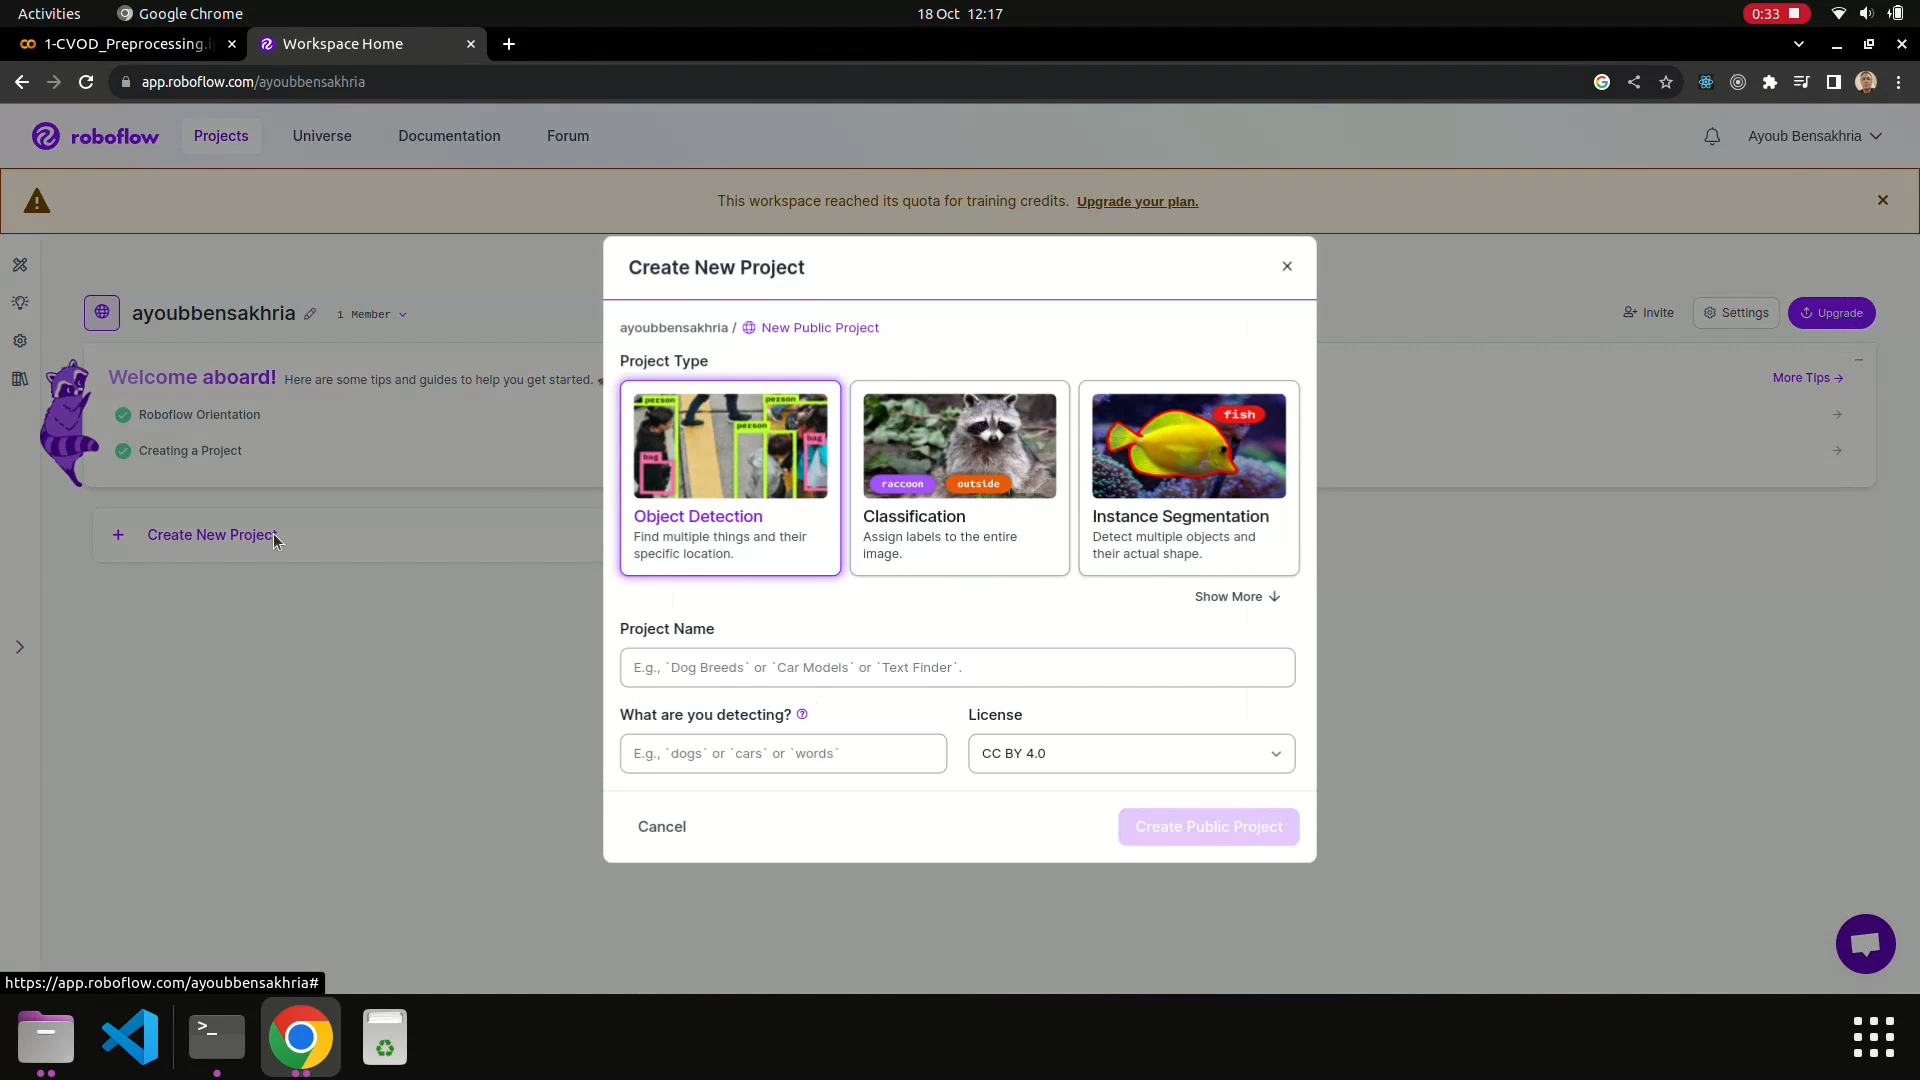 Activities
Google Chrome
18 Oct 12:17
0:33
1-CVOD_Preprocessing.i
Workspace Home
app.roboflow.com/ayoubbensakhria
roboflow
Projects
Universe
Documentation
Forum
Ayoub Bensakhria
This workspace reached its quota for training credits. Upgrade your plan.
ayoubbensakhria
1 Member
Invite
Settings
Upgrade
Welcome aboard! Here are some tips and guides to help you get started.
More Tips →
Roboflow Orientation
Creating a Project
+ Create New Project
Create New Project
ayoubbensakhria / New Public Project
Project Type
person
person
person
bag
bag
raccoon
outside
fish
Object Detection
Find multiple things and their
specific location.
Classification
Assign labels to the entire
image.
Instance Segmentation
Detect multiple objects and
their actual shape.
Show More ↓
Project Name
E.g., `Dog Breeds` or `Car Models` or `Text Finder`.
What are you detecting?
License
E.g., `dogs` or `cars` or `words`
CC BY 4.0
Cancel
Create Public Project
https://app.roboflow.com/ayoubbensakhria#
>_